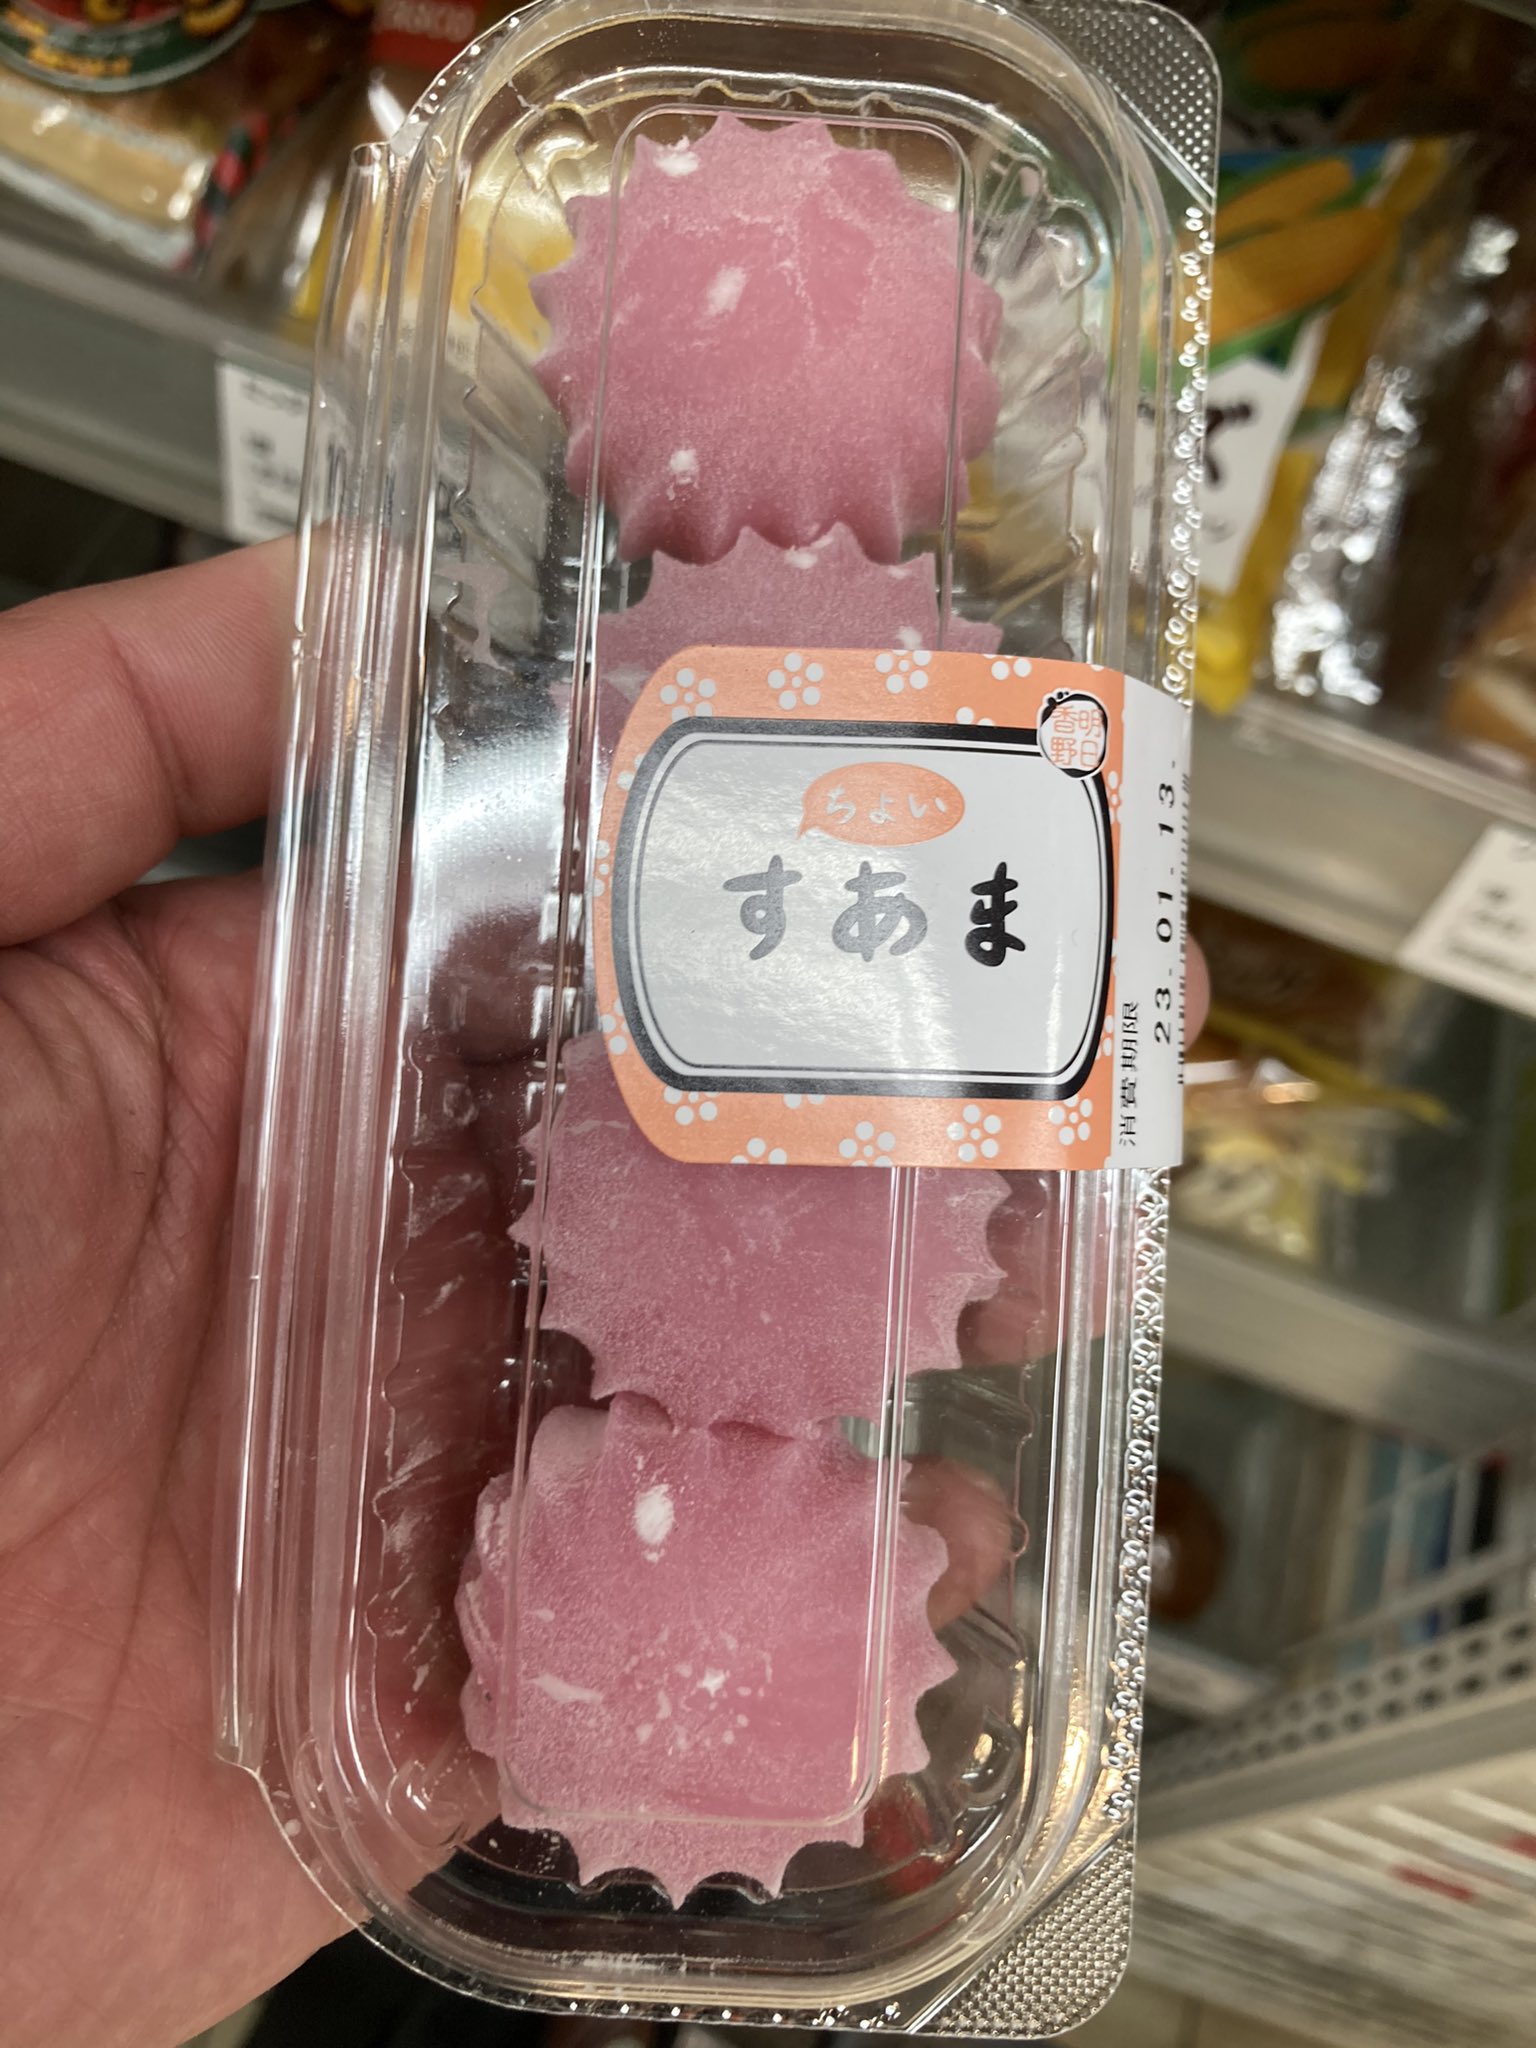 明日
香野
ちょい
すあま
消費期限
23.01.13.